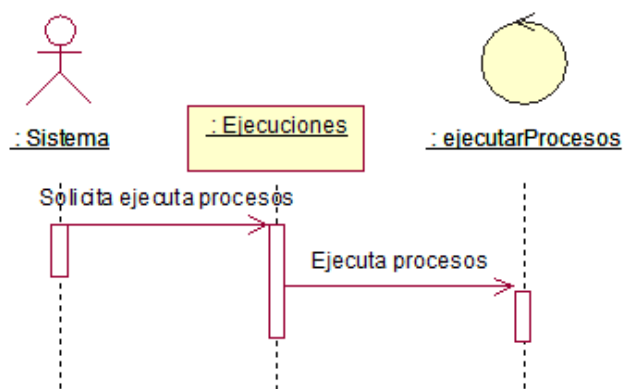 : Sistema
: Ejecuciones
: ejecutarProcesos
Solicita ejecuta procesos
Ejecuta procesos